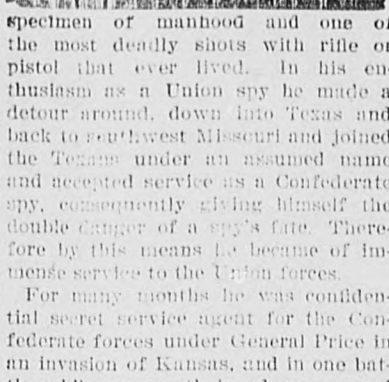 specimen of manhood and one of
the most deadly shots with rifle or
pistol that ever lived. In his en-
thusiasm as a Union spy he made a
detour around, down into Texas and
back to southwest Missouri and joined
the Texans under an assumed name
and accepted service as a Confederate
spy, consequently giving himself the
double danger of a spy's fate. There-
fore by this means he became of im-
mense service to the Union forces.
For many months he was confiden-
tial secret service agent for the Con-
federate forces under General Price in
an invasion of Kansas, and in one bat-